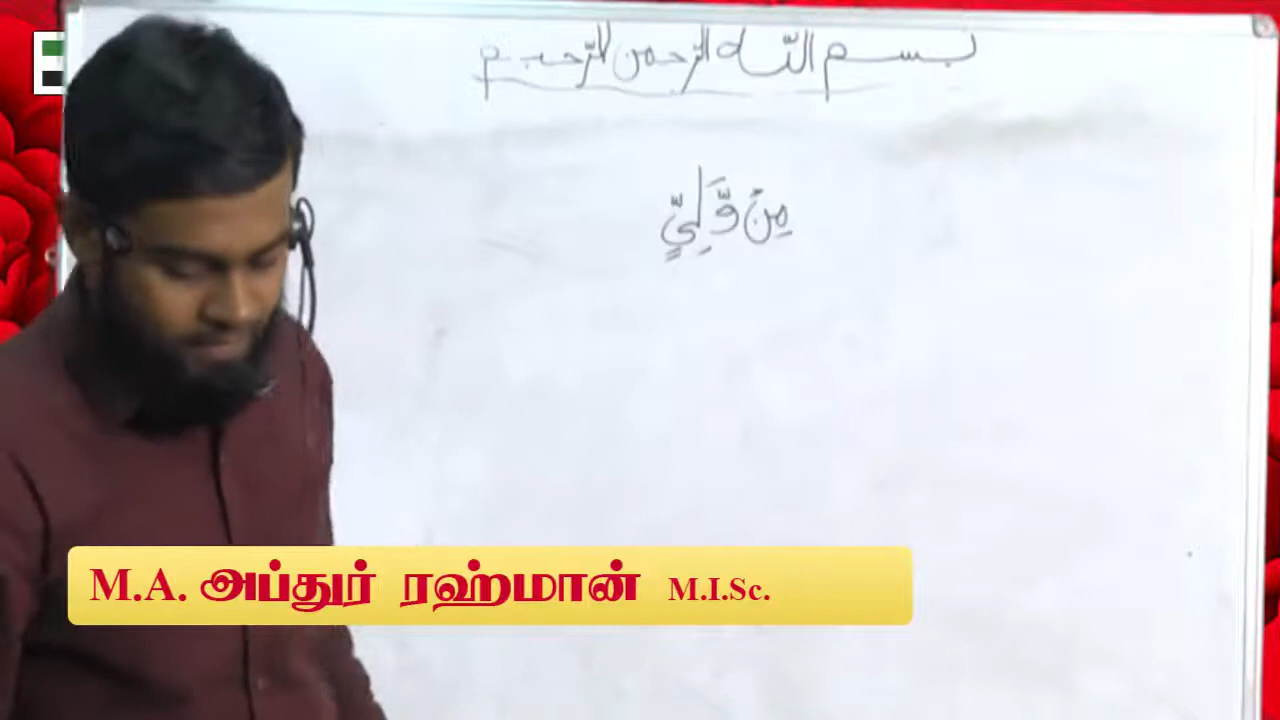 بسم الله الرحمن الرحيم
مِنْ وَّلِيٍّ
M.A. அப்துர் ரஹ்மான் M.I.Sc.